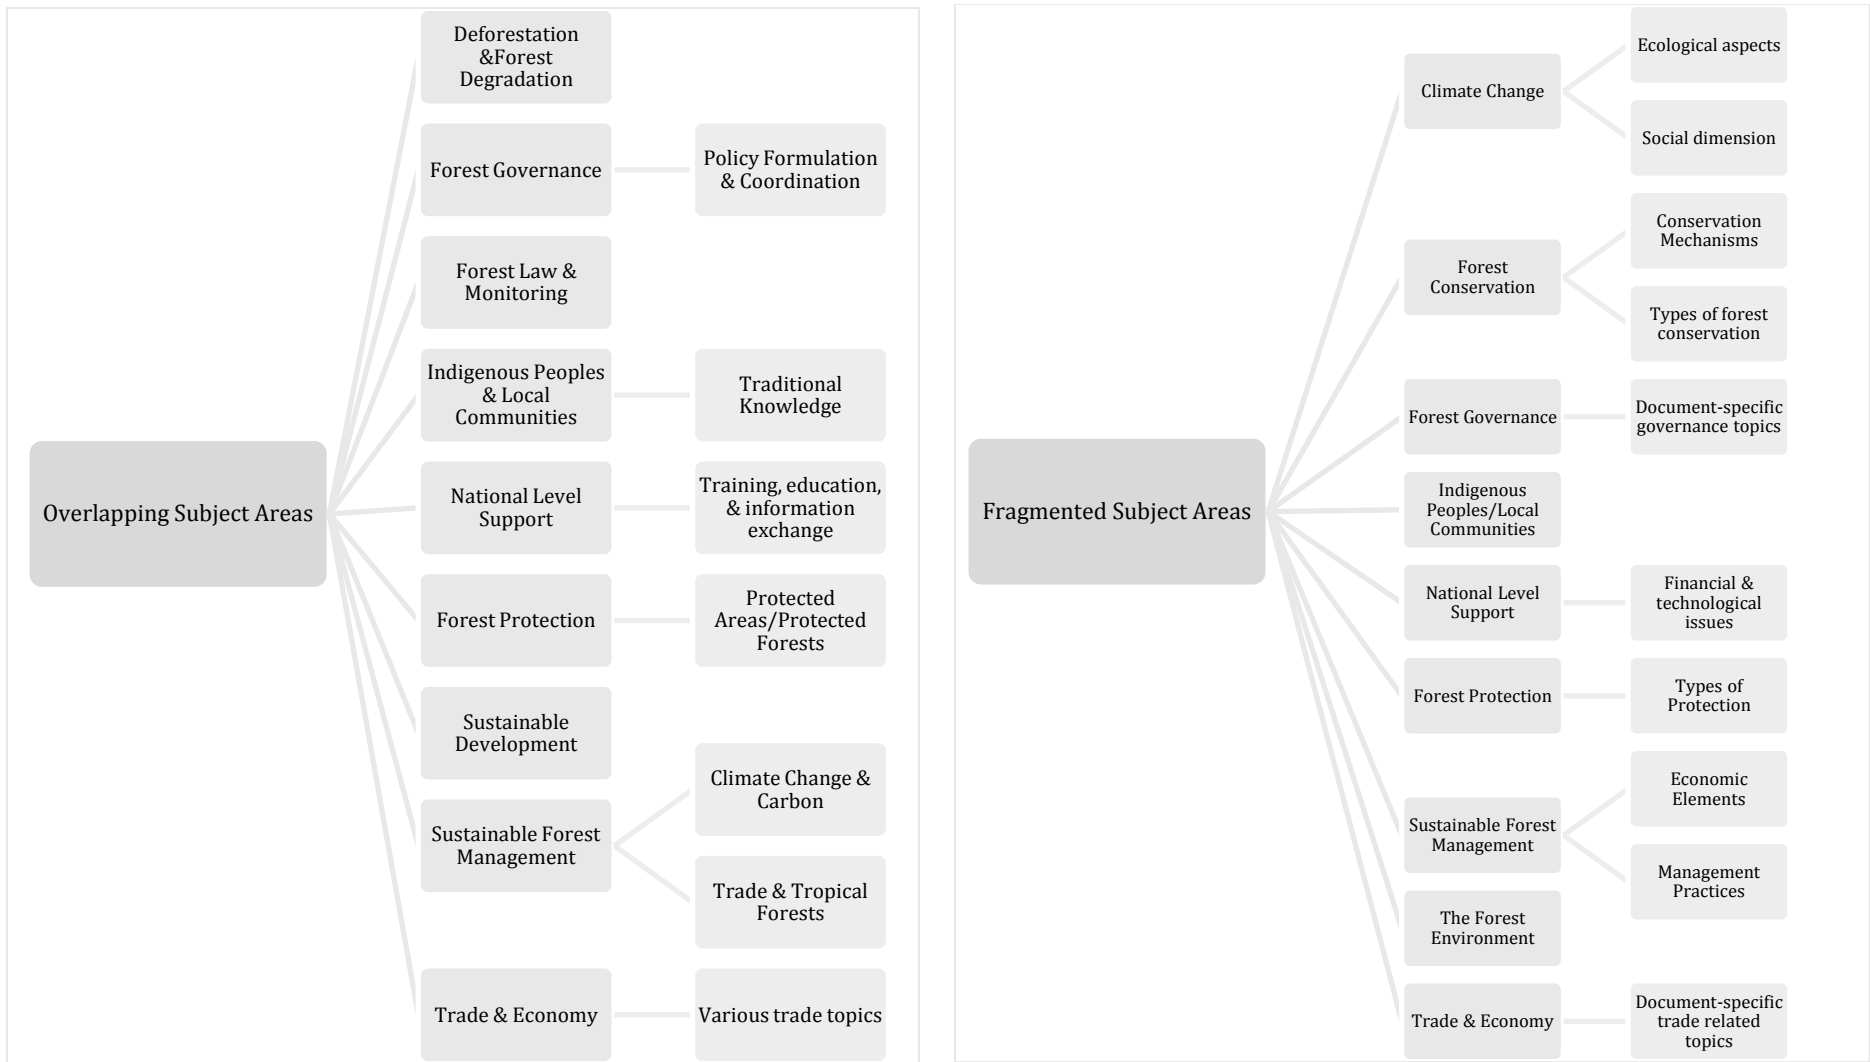 Overlapping Subject Areas
Deforestation
&Forest
Degradation
Forest Governance
Policy Formulation
& Coordination
Forest Law &
Monitoring
Indigenous Peoples
& Local
Communities
Traditional
Knowledge
National Level
Support
Training, education,
& information
exchange
Forest Protection
Protected
Areas/Protected
Forests
Sustainable
Development
Sustainable Forest
Management
Climate Change &
Carbon
Trade & Tropical
Forests
Trade & Economy
Various trade topics
Fragmented Subject Areas
Climate Change
Ecological aspects
Social dimension
Forest
Conservation
Conservation
Mechanisms
Types of forest
conservation
Forest Governance
Document-specific
governance topics
Indigenous
Peoples/Local
Communities
National Level
Support
Financial &
technological
issues
Forest Protection
Types of
Protection
Sustainable Forest
Management
Economic
Elements
Management
Practices
The Forest
Environment
Trade & Economy
Document-specific
trade related
topics